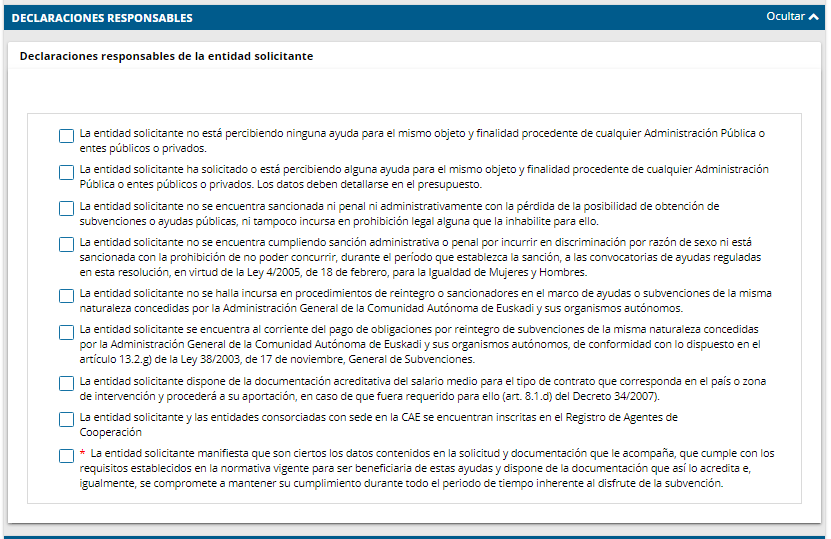 DECLARACIONES RESPONSABLES
Ocultar
Declaraciones responsables de la entidad solicitante
La entidad solicitante no está percibiendo ninguna ayuda para el mismo objeto y finalidad procedente de cualquier Administración Pública o
entes públicos o privados.
La entidad solicitante ha solicitado o está percibiendo alguna ayuda para el mismo objeto y finalidad procedente de cualquier Administración
Pública o entes públicos o privados. Los datos deben detallarse en el presupuesto.
La entidad solicitante no se encuentra sancionada ni penal ni administrativamente con la pérdida de la posibilidad de obtención de
subvenciones o ayudas públicas, ni tampoco incursa en prohibición legal alguna que la inhabilite para ello.
La entidad solicitante no se encuentra cumpliendo sanción administrativa o penal por incurrir en discriminación por razón de sexo ni está
sancionada con la prohibición de no poder concurrir, durante el período que establezca la sanción, a las convocatorias de ayudas reguladas
en esta resolución, en virtud de la Ley 4/2005, de 18 de febrero, para la Igualdad de Mujeres y Hombres.
La entidad solicitante no se halla incursa en procedimientos de reintegro o sancionadores en el marco de ayudas o subvenciones de la misma
naturaleza concedidas por la Administración General de la Comunidad Autónoma de Euskadi y sus organismos autónomos.
La entidad solicitante se encuentra al corriente del pago de obligaciones por reintegro de subvenciones de la misma naturaleza concedidas
por la Administración General de la Comunidad Autónoma de Euskadi y sus organismos autónomos, de conformidad con lo dispuesto en el
artículo 13.2.g) de la Ley 38/2003, de 17 de noviembre, General de Subvenciones.
La entidad solicitante dispone de la documentación acreditativa del salario medio para el tipo de contrato que corresponda en el país o zona
de intervención y procederá a su aportación, en caso de que fuera requerido para ello (art. 8.1.d) del Decreto 34/2007).
La entidad solicitante y las entidades consorciadas con sede en la CAE se encuentran inscritas en el Registro de Agentes de
Cooperación
* La entidad solicitante manifiesta que son ciertos los datos contenidos en la solicitud y documentación que le acompaña, que cumple con los
requisitos establecidos en la normativa vigente para ser beneficiaria de estas ayudas y dispone de la documentación que así lo acredita e,
igualmente, se compromete a mantener su cumplimiento durante todo el periodo de tiempo inherente al disfrute de la subvención.